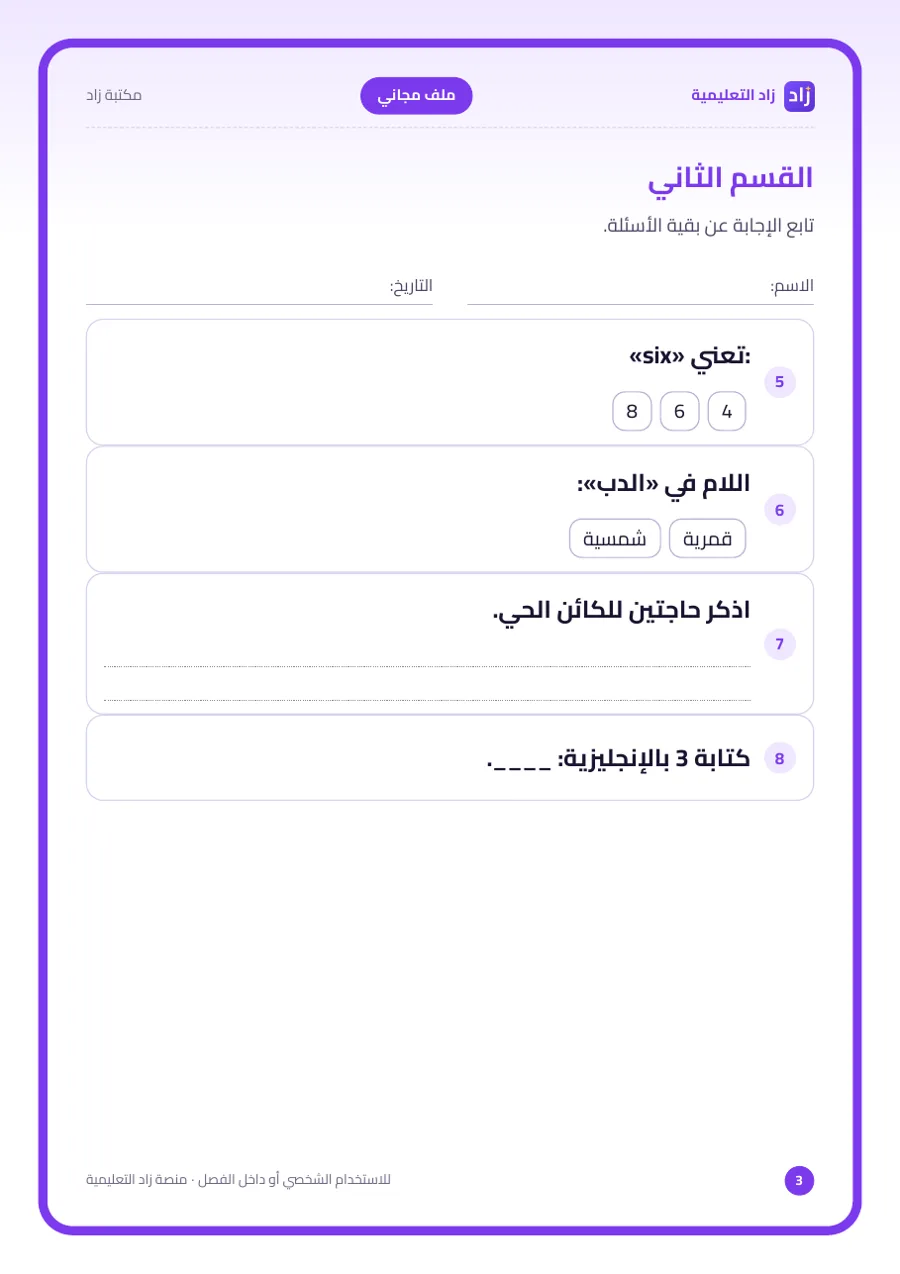 زاد
زاد التعليمية
ملف مجاني
مكتبة زاد
القسم الثاني
تابع الإجابة عن بقية الأسئلة.
الاسم:
التاريخ:
5
:تعني «six»
4 6 8
6
اللام في «الدب»:
قمرية شمسية
7
اذكر حاجتين للكائن الحي.
8
كتابة 3 بالإنجليزية: ____.
3
للاستخدام الشخصي أو داخل الفصل · منصة زاد التعليمية